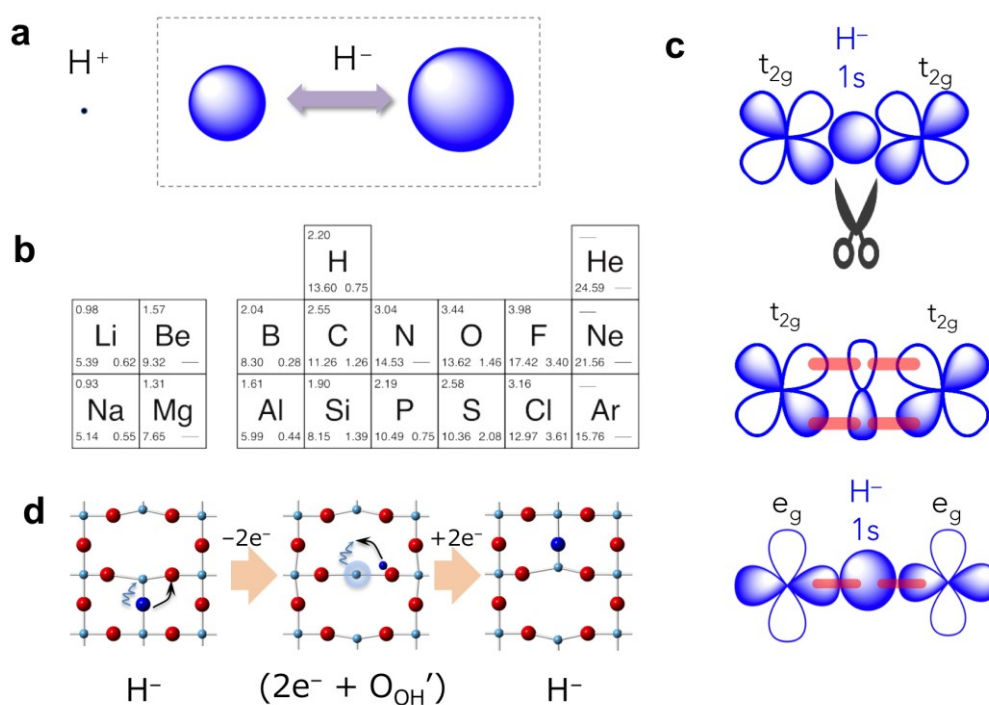 a
H⁺
H⁻
b
2.20
H
13.60 0.75
—
He
24.59 —
0.98
Li
5.39 0.62
1.57
Be
9.32 —
2.04
B
8.30 0.28
2.55
C
11.26 1.26
3.04
N
14.53 —
3.44
O
13.62 1.46
3.98
F
17.42 3.40
—
Ne
21.56 —
0.93
Na
5.14 0.55
1.31
Mg
7.65 —
1.61
Al
5.99 0.44
1.90
Si
8.15 1.39
2.19
P
10.49 0.75
2.58
S
10.36 2.08
3.16
Cl
12.97 3.61
—
Ar
15.76 —
c
H⁻
t₂g 1s t₂g
t₂g t₂g
H⁻
e_g 1s e_g
d
−2e⁻ +2e⁻
H⁻ (2e⁻ + O_OH′) H⁻